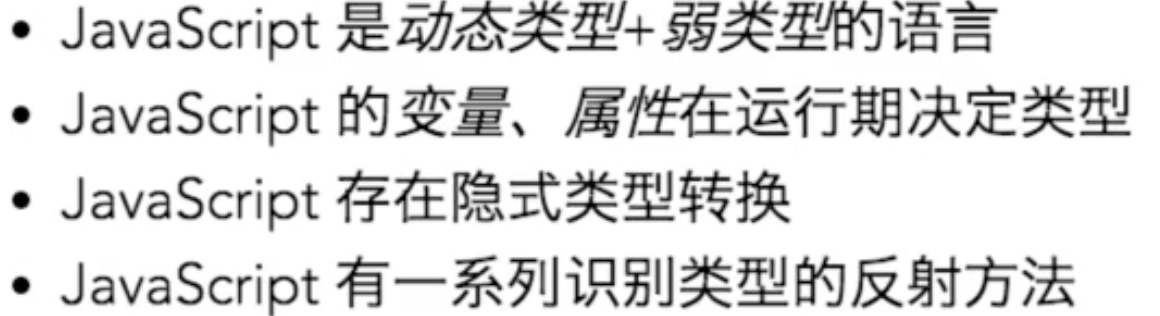 • JavaScript 是动态类型+弱类型的语言
• JavaScript 的变量、属性在运行期决定类型
• JavaScript 存在隐式类型转换
• JavaScript 有一系列识别类型的反射方法